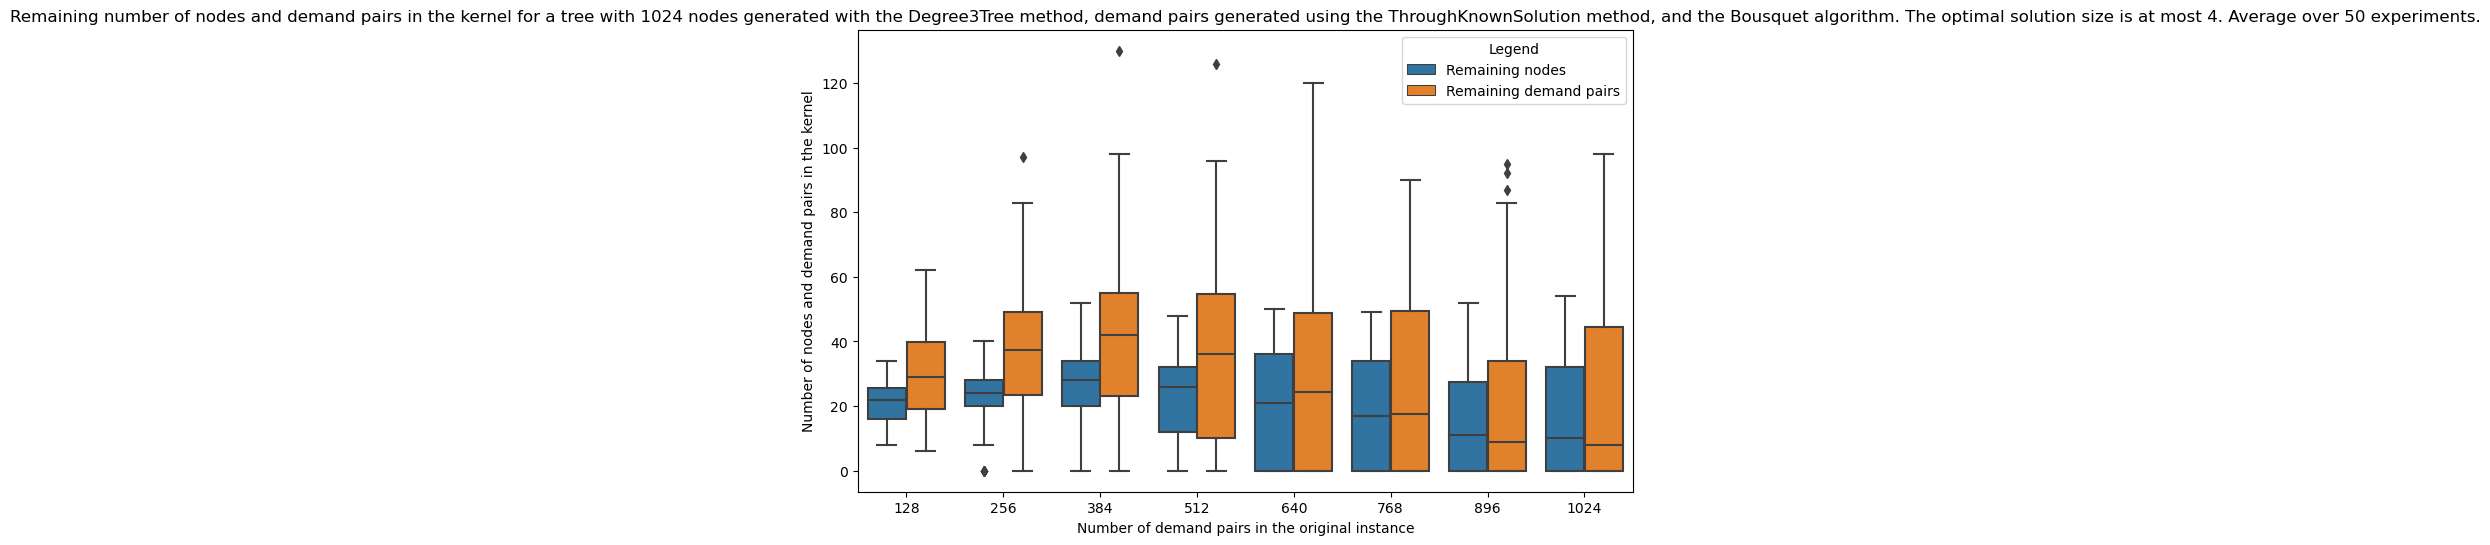 Remaining number of nodes and demand pairs in the kernel for a tree with 1024 nodes generated with the Degree3Tree method, demand pairs generated using the ThroughKnownSolution method, and the Bousquet algorithm. The optimal solution size is at most 4. Average over 50 experiments.
Legend
Remaining nodes
Remaining demand pairs
Number of nodes and demand pairs in the kernel
120
100
80
60
40
20
0
128 256 384 512 640 768 896 1024
Number of demand pairs in the original instance